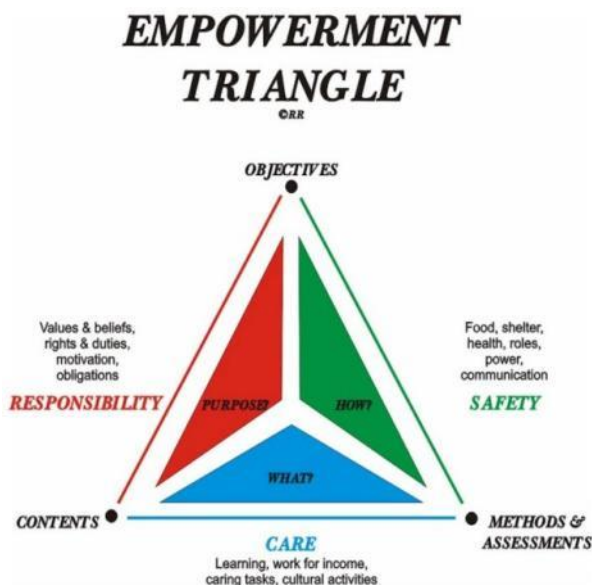 EMPOWERMENT
TRIANGLE
©RR
OBJECTIVES
Values & beliefs,
rights & duties,
motivation,
obligations
RESPONSIBILITY
Food, shelter,
health, roles,
power,
communication
SAFETY
PURPOSE?
HOW?
WHAT?
CONTENTS
METHODS &
ASSESSMENTS
CARE
Learning, work for income,
caring tasks, cultural activities